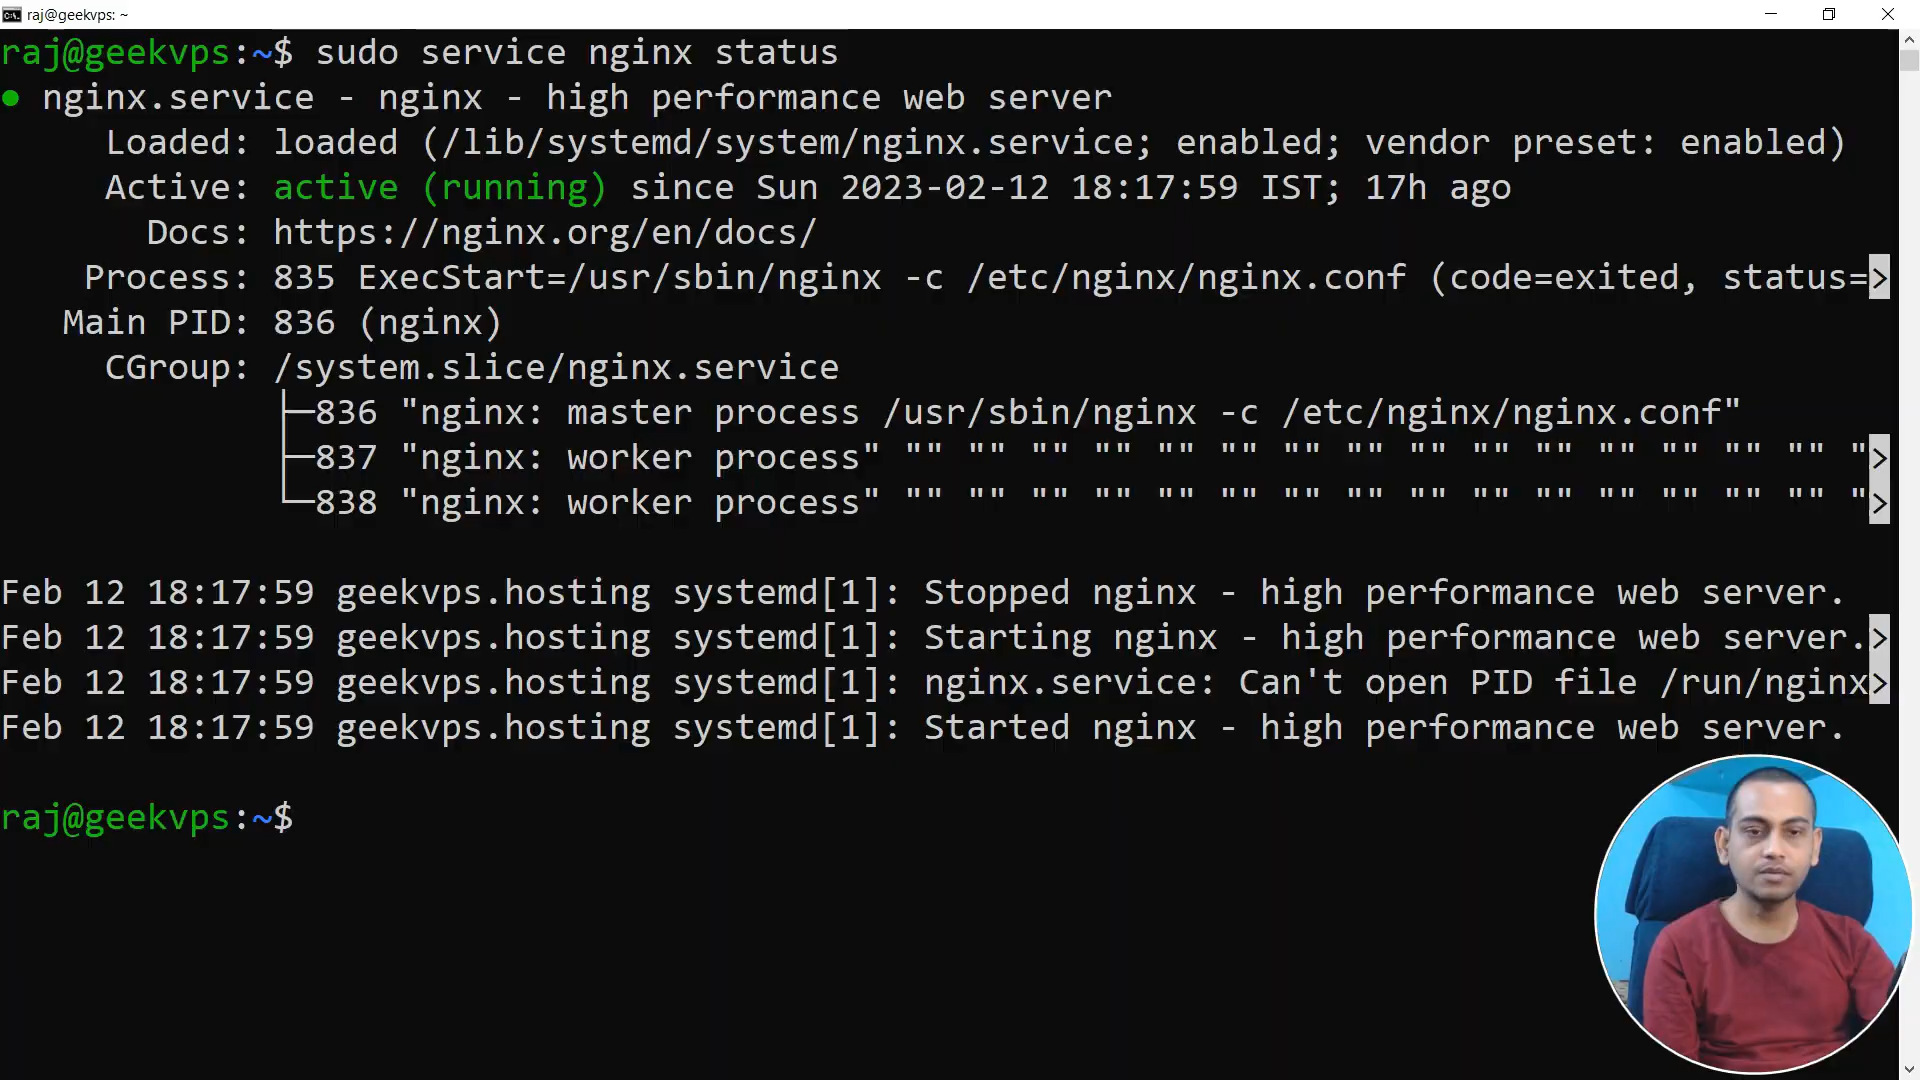 raj@geekvps: ~
raj@geekvps:~$ sudo service nginx status
● nginx.service - nginx - high performance web server
Loaded: loaded (/lib/systemd/system/nginx.service; enabled; vendor preset: enabled)
Active: active (running) since Sun 2023-02-12 18:17:59 IST; 17h ago
Docs: https://nginx.org/en/docs/
Process: 835 ExecStart=/usr/sbin/nginx -c /etc/nginx/nginx.conf (code=exited, status=>
Main PID: 836 (nginx)
CGroup: /system.slice/nginx.service
├─836 "nginx: master process /usr/sbin/nginx -c /etc/nginx/nginx.conf"
├─837 "nginx: worker process" "" "" "" "" "" "" "" "" "" "" "" "" "" "" "" ">
└─838 "nginx: worker process" "" "" "" "" "" "" "" "" "" "" "" "" "" "" "" ">
Feb 12 18:17:59 geekvps.hosting systemd[1]: Stopped nginx - high performance web server.
Feb 12 18:17:59 geekvps.hosting systemd[1]: Starting nginx - high performance web server.>
Feb 12 18:17:59 geekvps.hosting systemd[1]: nginx.service: Can't open PID file /run/nginx>
Feb 12 18:17:59 geekvps.hosting systemd[1]: Started nginx - high performance web server.
raj@geekvps:~$